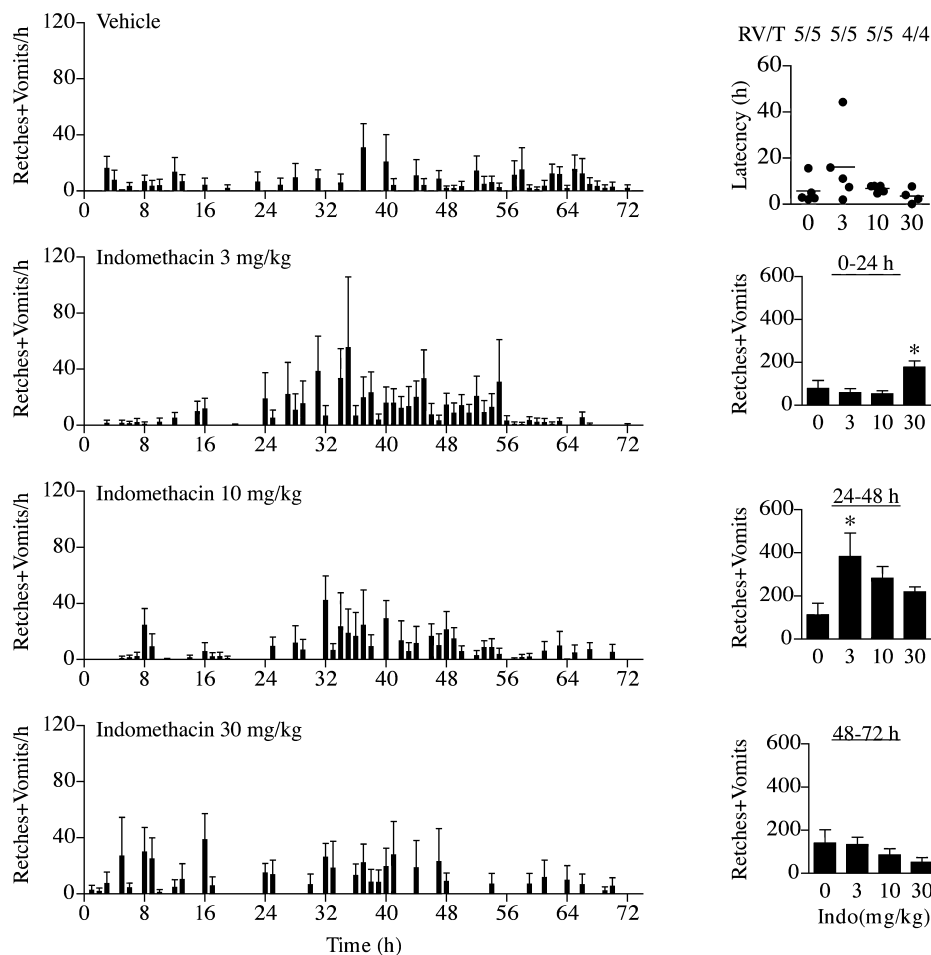 Vehicle
Retches+Vomits/h
120
80
40
0
0 8 16 24 32 40 48 56 64 72
Indomethacin 3 mg/kg
Retches+Vomits/h
120
80
40
0
0 8 16 24 32 40 48 56 64 72
Indomethacin 10 mg/kg
Retches+Vomits/h
120
80
40
0
0 8 16 24 32 40 48 56 64 72
Indomethacin 30 mg/kg
Retches+Vomits/h
120
80
40
0
0 8 16 24 32 40 48 56 64 72
Time (h)
RV/T 5/5 5/5 5/5 4/4
Latecncy (h)
60
40
20
0
0 3 10 30
0-24 h
Retches+Vomits
600
400
200
0
*
0 3 10 30
24-48 h
Retches+Vomits
600
400
200
0
*
0 3 10 30
48-72 h
Retches+Vomits
600
400
200
0
0 3 10 30
Indo(mg/kg)